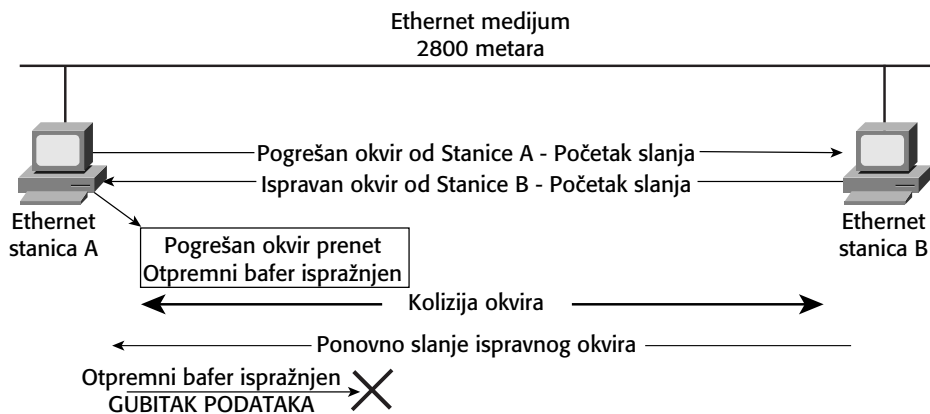 Ethernet medijum
2800 metara
Pogrešan okvir od Stanice A - Početak slanja
Ispravan okvir od Stanice B - Početak slanja
Ethernet
stanica A
Ethernet
stanica B
Pogrešan okvir prenet
Otpremni bafer ispražnjen
Kolizija okvira
Ponovno slanje ispravnog okvira
Otpremni bafer ispražnjen
GUBITAK PODATAKA